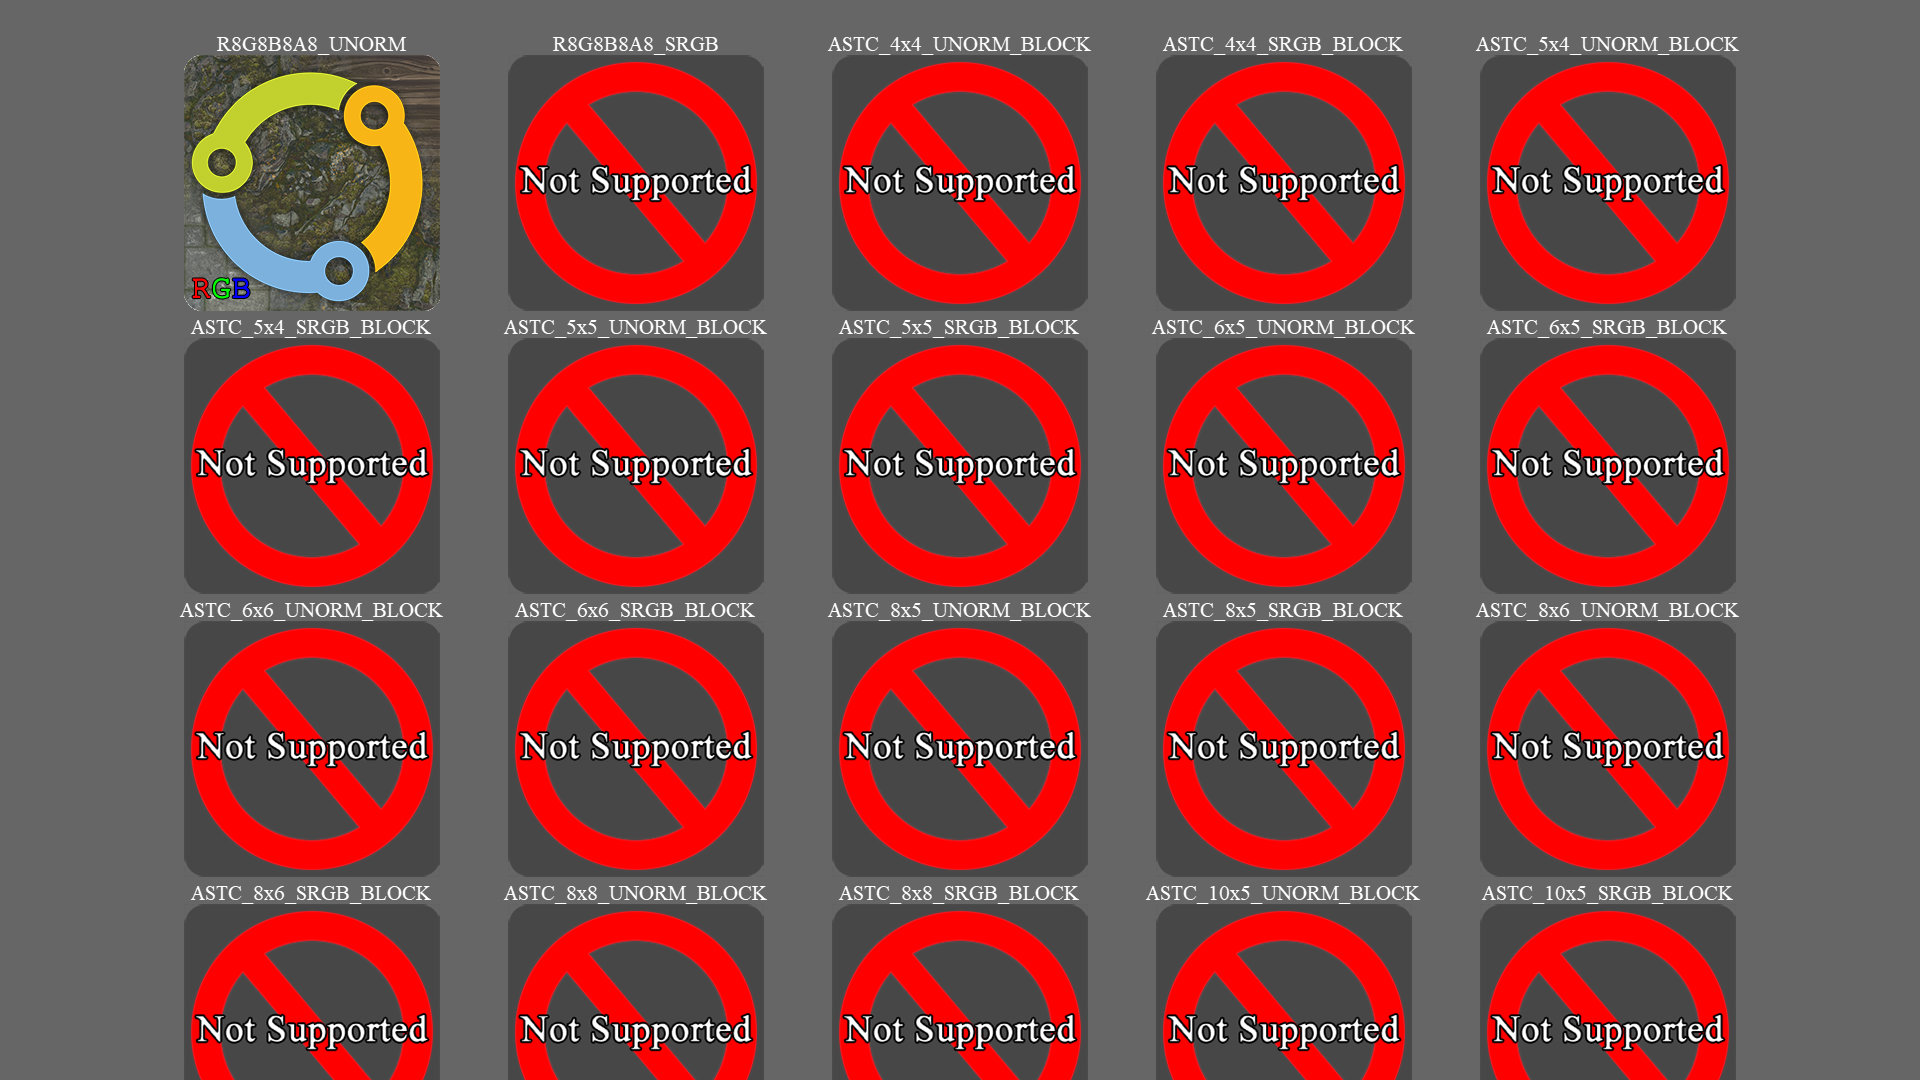 R8G8B8A8_UNORM R8G8B8A8_SRGB ASTC_4x4_UNORM_BLOCK ASTC_4x4_SRGB_BLOCK ASTC_5x4_UNORM_BLOCK
Not Supported Not Supported Not Supported Not Supported
RGB
ASTC_5x4_SRGB_BLOCK ASTC_5x5_UNORM_BLOCK ASTC_5x5_SRGB_BLOCK ASTC_6x5_UNORM_BLOCK ASTC_6x5_SRGB_BLOCK
Not Supported Not Supported Not Supported Not Supported Not Supported
ASTC_6x6_UNORM_BLOCK ASTC_6x6_SRGB_BLOCK ASTC_8x5_UNORM_BLOCK ASTC_8x5_SRGB_BLOCK ASTC_8x6_UNORM_BLOCK
Not Supported Not Supported Not Supported Not Supported Not Supported
ASTC_8x6_SRGB_BLOCK ASTC_8x8_UNORM_BLOCK ASTC_8x8_SRGB_BLOCK ASTC_10x5_UNORM_BLOCK ASTC_10x5_SRGB_BLOCK
Not Supported Not Supported Not Supported Not Supported Not Supported